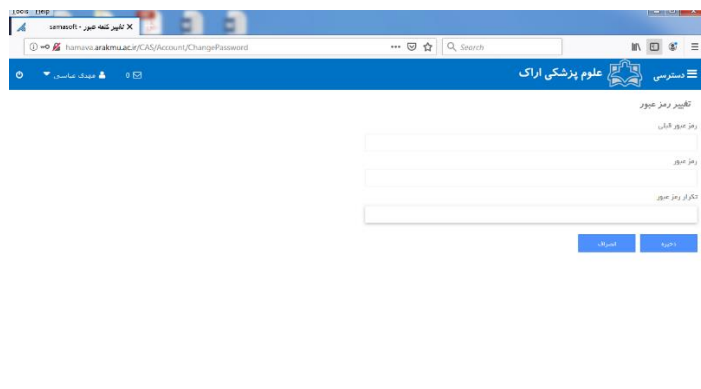 Tools Help
تغییر کلمه عبور - samasoft
hamava.arakmu.ac.ir/CAS/Account/ChangePassword
Search
دسترسی
علوم پزشکی اراک
0
مهدی عباسی
تغییر رمز عبور
رمز عبور قبلی
رمز عبور
تکرار رمز عبور
ذخیره
انصراف